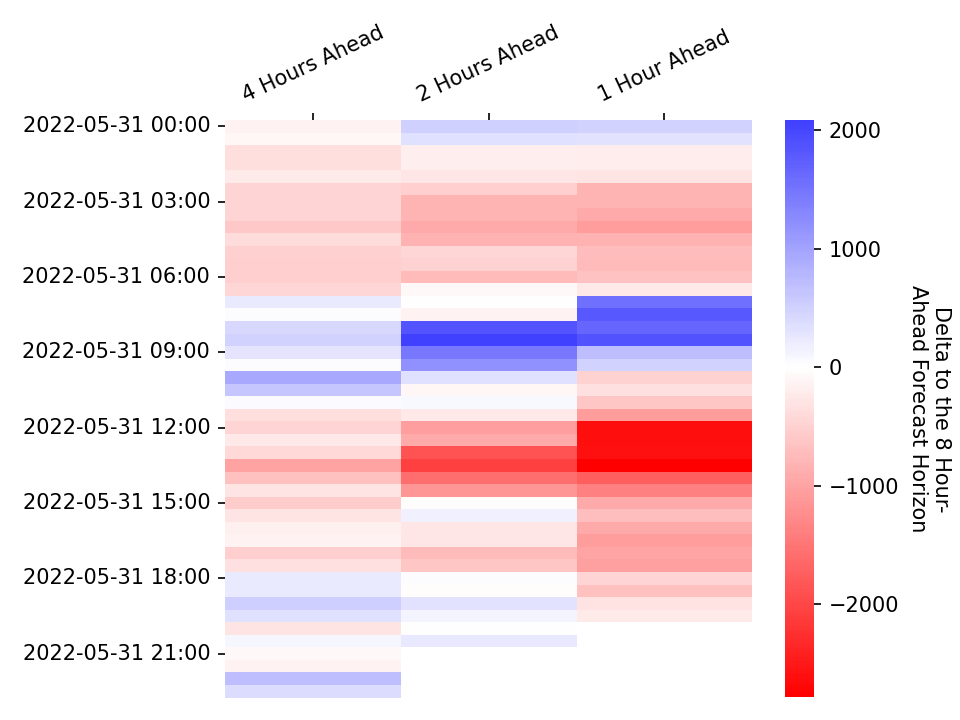 4 Hours Ahead
2 Hours Ahead
1 Hour Ahead
2022-05-31 00:00
2022-05-31 03:00
2022-05-31 06:00
2022-05-31 09:00
2022-05-31 12:00
2022-05-31 15:00
2022-05-31 18:00
2022-05-31 21:00
2000
1000
0
−1000
−2000
Delta to the 8 Hour-
Ahead Forecast Horizon